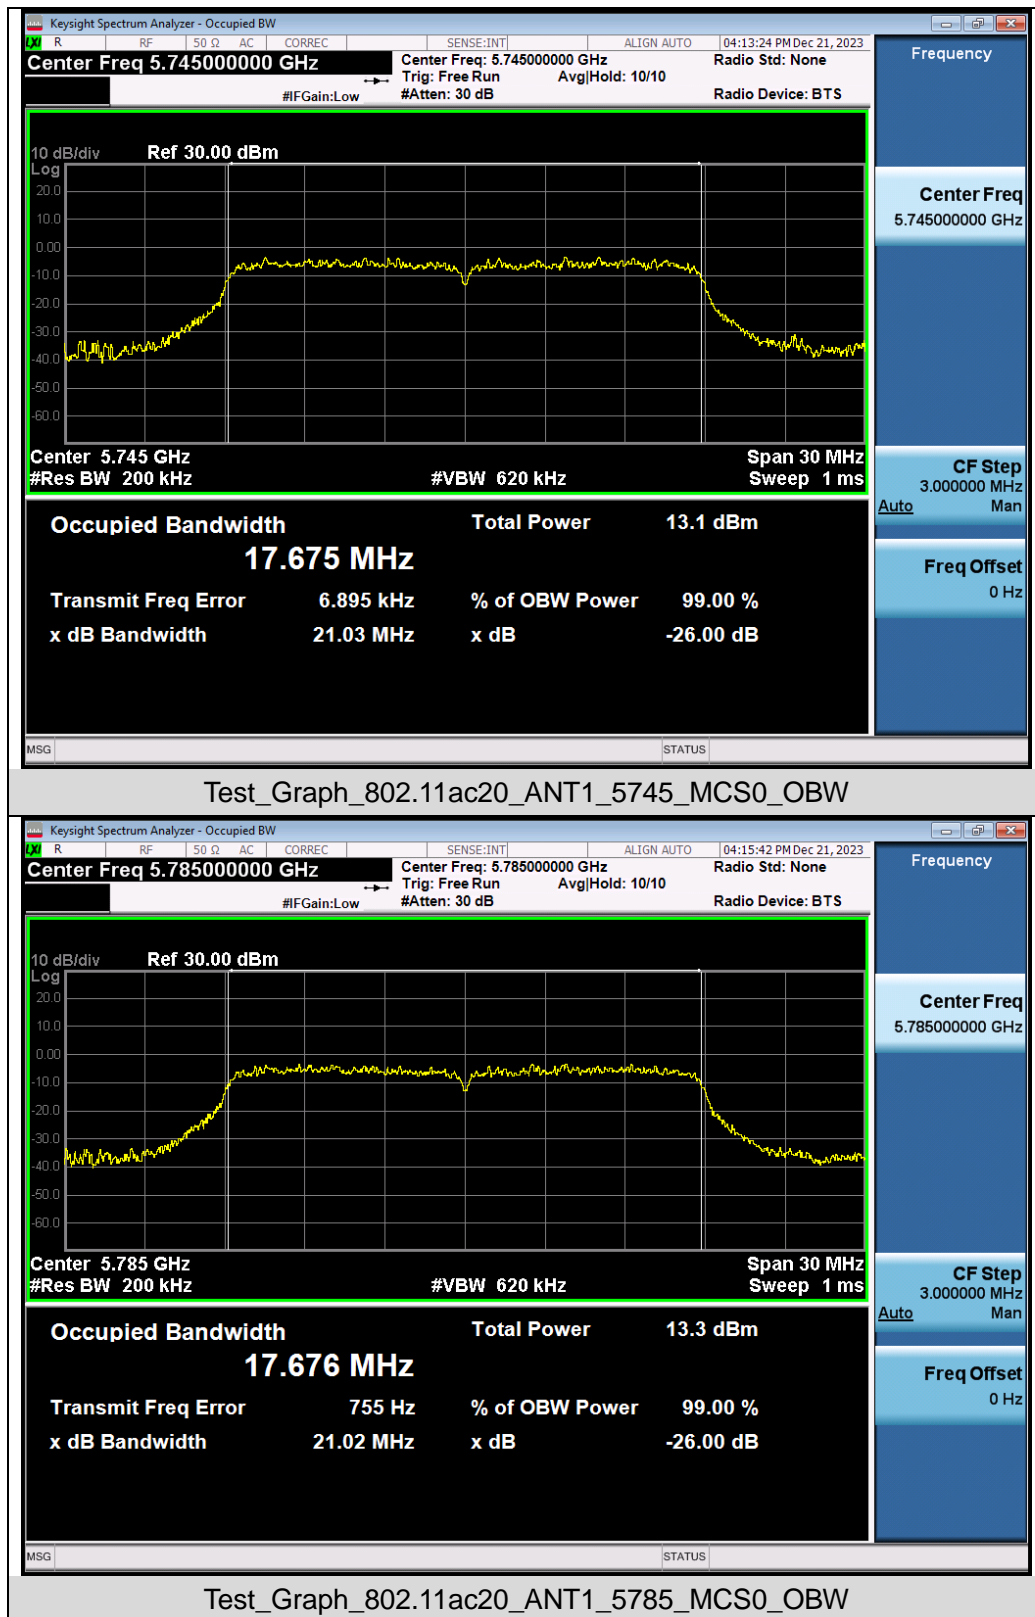 Keysight Spectrum Analyzer - Occupied BW
LXI R RF 50 Ω AC CORREC SENSE:INT ALIGN AUTO 04:13:24 PM Dec 21, 2023
Center Freq 5.745000000 GHz Center Freq: 5.745000000 GHz Radio Std: None
Trig: Free Run Avg|Hold: 10/10
#IFGain:Low #Atten: 30 dB Radio Device: BTS
10 dB/div Ref 30.00 dBm
Log
20.0
10.0
0.00
-10.0
-20.0
-30.0
-40.0
-50.0
-60.0
Center 5.745 GHz Span 30 MHz
#Res BW 200 kHz #VBW 620 kHz Sweep 1 ms
Occupied Bandwidth Total Power 13.1 dBm
17.675 MHz
Transmit Freq Error 6.895 kHz % of OBW Power 99.00 %
x dB Bandwidth 21.03 MHz x dB -26.00 dB
Frequency
Center Freq
5.745000000 GHz
CF Step
3.000000 MHz
Auto Man
Freq Offset
0 Hz
MSG STATUS
Test_Graph_802.11ac20_ANT1_5745_MCS0_OBW
Keysight Spectrum Analyzer - Occupied BW
LXI R RF 50 Ω AC CORREC SENSE:INT ALIGN AUTO 04:15:42 PM Dec 21, 2023
Center Freq 5.785000000 GHz Center Freq: 5.785000000 GHz Radio Std: None
Trig: Free Run Avg|Hold: 10/10
#IFGain:Low #Atten: 30 dB Radio Device: BTS
10 dB/div Ref 30.00 dBm
Log
20.0
10.0
0.00
-10.0
-20.0
-30.0
-40.0
-50.0
-60.0
Center 5.785 GHz Span 30 MHz
#Res BW 200 kHz #VBW 620 kHz Sweep 1 ms
Occupied Bandwidth Total Power 13.3 dBm
17.676 MHz
Transmit Freq Error 755 Hz % of OBW Power 99.00 %
x dB Bandwidth 21.02 MHz x dB -26.00 dB
Frequency
Center Freq
5.785000000 GHz
CF Step
3.000000 MHz
Auto Man
Freq Offset
0 Hz
MSG STATUS
Test_Graph_802.11ac20_ANT1_5785_MCS0_OBW